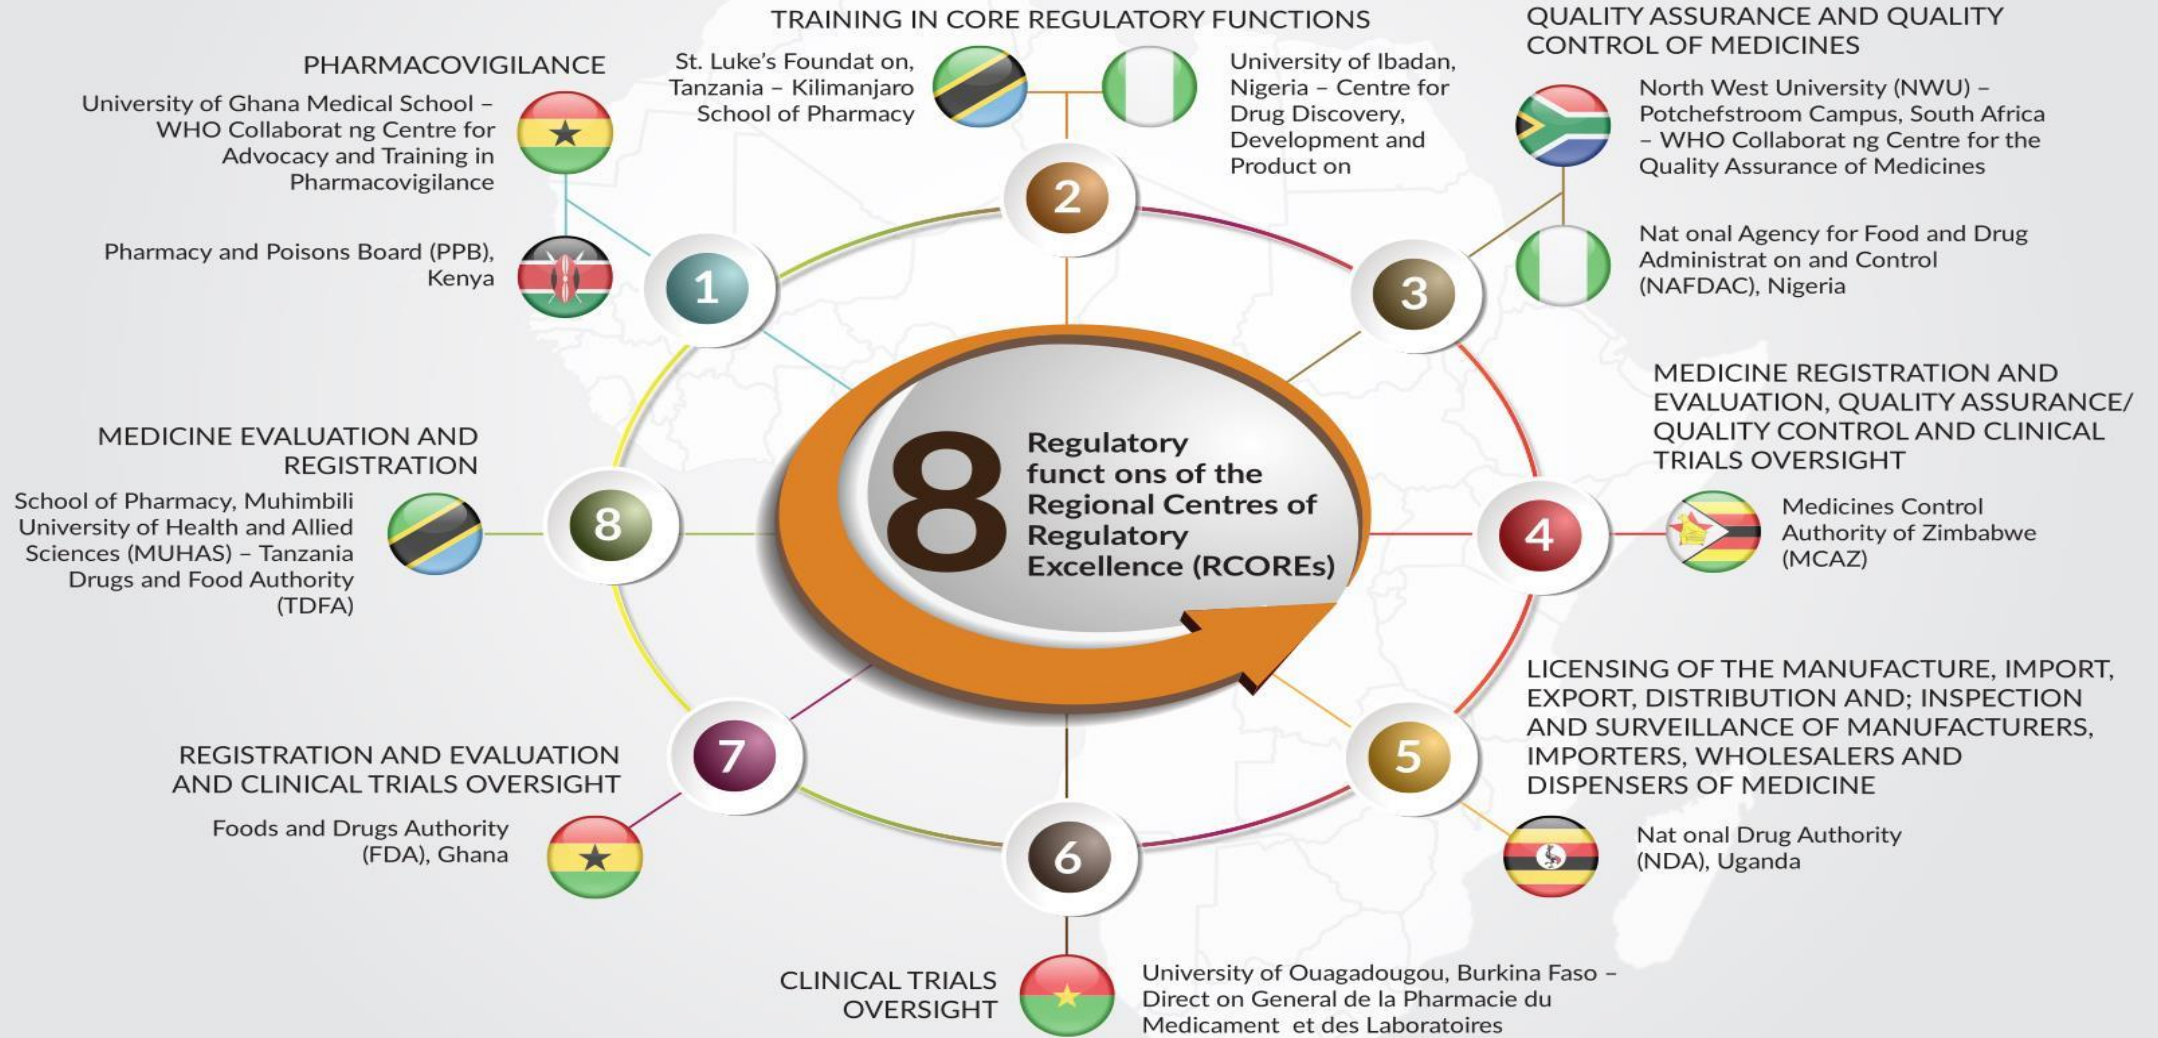 TRAINING IN CORE REGULATORY FUNCTIONS
St. Luke's Foundat on,
Tanzania – Kilimanjaro
School of Pharmacy
University of Ibadan,
Nigeria – Centre for
Drug Discovery,
Development and
Product on
QUALITY ASSURANCE AND QUALITY
CONTROL OF MEDICINES
North West University (NWU) –
Potchefstroom Campus, South Africa
– WHO Collaborat ng Centre for the
Quality Assurance of Medicines
Nat onal Agency for Food and Drug
Administrat on and Control
(NAFDAC), Nigeria
PHARMACOVIGILANCE
University of Ghana Medical School –
WHO Collaborat ng Centre for
Advocacy and Training in
Pharmacovigilance
Pharmacy and Poisons Board (PPB),
Kenya
1
2
3
MEDICINE REGISTRATION AND
EVALUATION, QUALITY ASSURANCE/
QUALITY CONTROL AND CLINICAL
TRIALS OVERSIGHT
Medicines Control
Authority of Zimbabwe
(MCAZ)
4
8
Regulatory
funct ons of the
Regional Centres of
Regulatory
Excellence (RCOREs)
MEDICINE EVALUATION AND
REGISTRATION
School of Pharmacy, Muhimbili
University of Health and Allied
Sciences (MUHAS) – Tanzania
Drugs and Food Authority
(TDFA)
8
LICENSING OF THE MANUFACTURE, IMPORT,
EXPORT, DISTRIBUTION AND; INSPECTION
AND SURVEILLANCE OF MANUFACTURERS,
IMPORTERS, WHOLESALERS AND
DISPENSERS OF MEDICINE
Nat onal Drug Authority
(NDA), Uganda
5
REGISTRATION AND EVALUATION
AND CLINICAL TRIALS OVERSIGHT
Foods and Drugs Authority
(FDA), Ghana
7
6
CLINICAL TRIALS
OVERSIGHT
University of Ouagadougou, Burkina Faso –
Direct on General de la Pharmacie du
Medicament et des Laboratoires